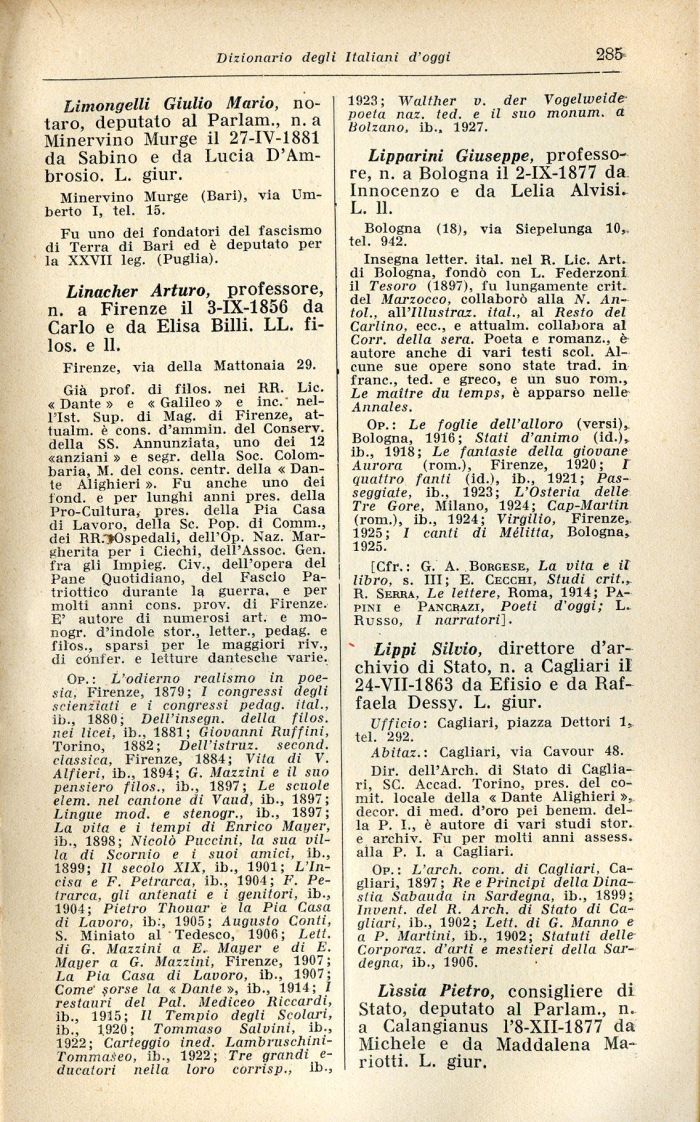 Dizionario degli Italiani d'oggi
285
Limongelli Giulio Mario, no-
taro, deputato al Parlam., n. a
Minervino Murge il 27-IV-1881
da Sabino e da Lucia D'Am-
brosio. L. giur.
Minervino Murge (Bari), via Um-
berto I, tel. 15.
Fu uno dei fondatori del fascismo
di Terra di Bari ed è deputato per
la XXVII leg. (Puglia).
Linacher Arturo, professore,
n. a Firenze il 3-IX-1856 da
Carlo e da Elisa Billi. LL. fi-
los. e ll.
Firenze, via della Mattonaia 29.
Già prof. di filos. nei RR. Lic.
« Dante » e « Galileo » e inc. nel-
l'Ist. Sup. di Mag. di Firenze, at-
tualm. è cons. d'ammin. del Conserv.
della SS. Annunziata, uno dei 12
«anziani » e segr. della Soc. Colom-
baria, M. del cons. centr. della « Dan-
te Alighieri ». Fu anche uno dei
fond. e per lunghi anni pres. della
Pro-Cultura, pres. della Pia Casa
di Lavoro, della Sc. Pop. di Comm.,
dei RR. Ospedali, dell'Op. Naz. Mar-
gherita per i Ciechi, dell'Assoc. Gen.
fra gli Impieg. Civ., dell'opera del
Pane Quotidiano, del Fascio Pa-
triottico durante la guerra, e per
molti anni cons. prov. di Firenze.
E' autore di numerosi art. e mo-
nogr. d'indole stor., letter., pedag. e
filos., sparsi per le maggiori riv.,
di confer. e letture dantesche varie.
OP.: L'odierno realismo in poe-
sia, Firenze, 1879; I congressi degli
scienziati e i congressi pedag. ital.,
ib., 1880; Dell'insegn. della filos.
nei licei, ib., 1881; Giovanni Ruffini,
Torino, 1882; Dell'istruz. second.
classica, Firenze, 1884; Vita di V.
Alfieri, ib., 1894; G. Mazzini e il suo
pensiero filos., ib., 1897; Le scuole
elem. nel cantone di Vaud, ib., 1897;
Lingue mod. e stenogr., ib., 1897;
La vita e i tempi di Enrico Mayer,
ib., 1898; Nicolò Puccini, la sua vil-
la di Scornio e i suoi amici, ib.,
1899; Il secolo XIX, ib., 1901; L'In-
cisa e F. Petrarca, ib., 1904; F. Pe-
trarca, gli antenati e i genitori, ib.,
1904; Pietro Thouar e la Pia Casa
di Lavoro, ib., 1905; Augusto Conti,
S. Miniato al Tedesco, 1906; Lett.
di G. Mazzini a E. Mayer e di E.
Mayer a G. Mazzini, Firenze, 1907;
La Pia Casa di Lavoro, ib., 1907;
Come sorse la « Dante », ib., 1914; I
restauri del Pal. Mediceo Riccardi,
ib., 1915; Il Tempio degli Scolari,
ib., 1920; Tommaso Salvini, ib.,
1922; Carteggio ined. Lambruschini-
Tommaseo, ib., 1922; Tre grandi e-
ducatori nella loro corrisp., ib.,
1923; Walther v. der Vogelweide
poeta naz. ted. e il suo monum. a
Bolzano, ib., 1927.
Lipparini Giuseppe, professo-
re, n. a Bologna il 2-IX-1877 da
Innocenzo e da Lelia Alvisi.
L. ll.
Bologna (18), via Siepelunga 10,
tel. 942.
Insegna letter. ital. nel R. Lic. Art.
di Bologna, fondò con L. Federzoni
il Tesoro (1897), fu lungamente crit.
del Marzocco, collaborò alla N. An-
tol., all'Illustraz. ital., al Resto del
Carlino, ecc., e attualm. collabora al
Corr. della sera. Poeta e romanz., è
autore anche di vari testi scol. Al-
cune sue opere sono state trad. in
franc., ted. e greco, e un suo rom.,
Le maître du temps, è apparso nelle
Annales.
OP.: Le foglie dell'alloro (versi),
Bologna, 1916; Stati d'animo (id.),
ib., 1918; Le fantasie della giovane
Aurora (rom.), Firenze, 1920; I
quattro fanti (id.), ib., 1921; Pas-
seggiate, ib., 1923; L'Osteria delle
Tre Gore, Milano, 1924; Cap-Martin
(rom.), ib., 1924; Virgilio, Firenze,
1925; I canti di Mélitta, Bologna,
1925.
[Cfr.: G. A. BORGESE, La vita e il
libro, s. III; E. CECCHI, Studi crit.,
R. SERRA, Le lettere, Roma, 1914; PA-
PINI e PANCRAZI, Poeti d'oggi; L.
RUSSO, I narratori].
Lippi Silvio, direttore d'ar-
chivio di Stato, n. a Cagliari il
24-VII-1863 da Efisio e da Raf-
faela Dessy. L. giur.
Ufficio: Cagliari, piazza Dettori 1,
tel. 292.
Abitaz.: Cagliari, via Cavour 48.
Dir. dell'Arch. di Stato di Caglia-
ri, SC. Accad. Torino, pres. del co-
mit. locale della « Dante Alighieri »,
decor. di med. d'oro pei benem. del-
la P. I., è autore di vari studi stor.
e archiv. Fu per molti anni assess.
alla P. I. a Cagliari.
OP.: L'arch. com. di Cagliari, Ca-
gliari, 1897; Re e Principi della Dina-
stia Sabauda in Sardegna, ib., 1899;
Invent. del R. Arch. di Stato di Ca-
gliari, ib., 1902; Lett. di G. Manno e
a P. Martini, ib., 1902; Statuti delle
Corporaz. d'arti e mestieri della Sar-
degna, ib., 1906.
Lìssia Pietro, consigliere di
Stato, deputato al Parlam., n.
a Calangianus l'8-XII-1877 da
Michele e da Maddalena Ma-
riotti. L. giur.